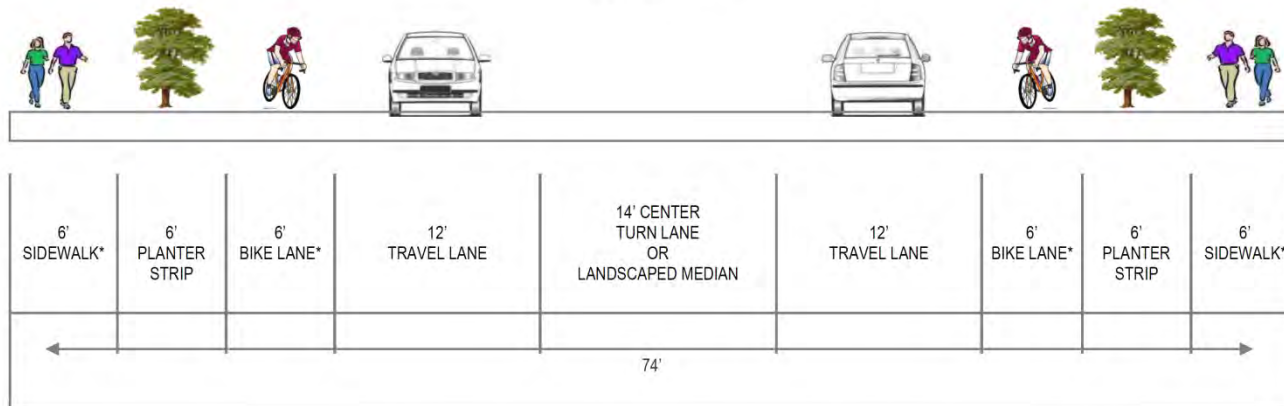 6’
SIDEWALK*
6’
PLANTER
STRIP
6’
BIKE LANE*
12’
TRAVEL LANE
14’ CENTER
TURN LANE
OR
LANDSCAPED MEDIAN
12’
TRAVEL LANE
6’
BIKE LANE*
6’
PLANTER
STRIP
6’
SIDEWALK*
74’